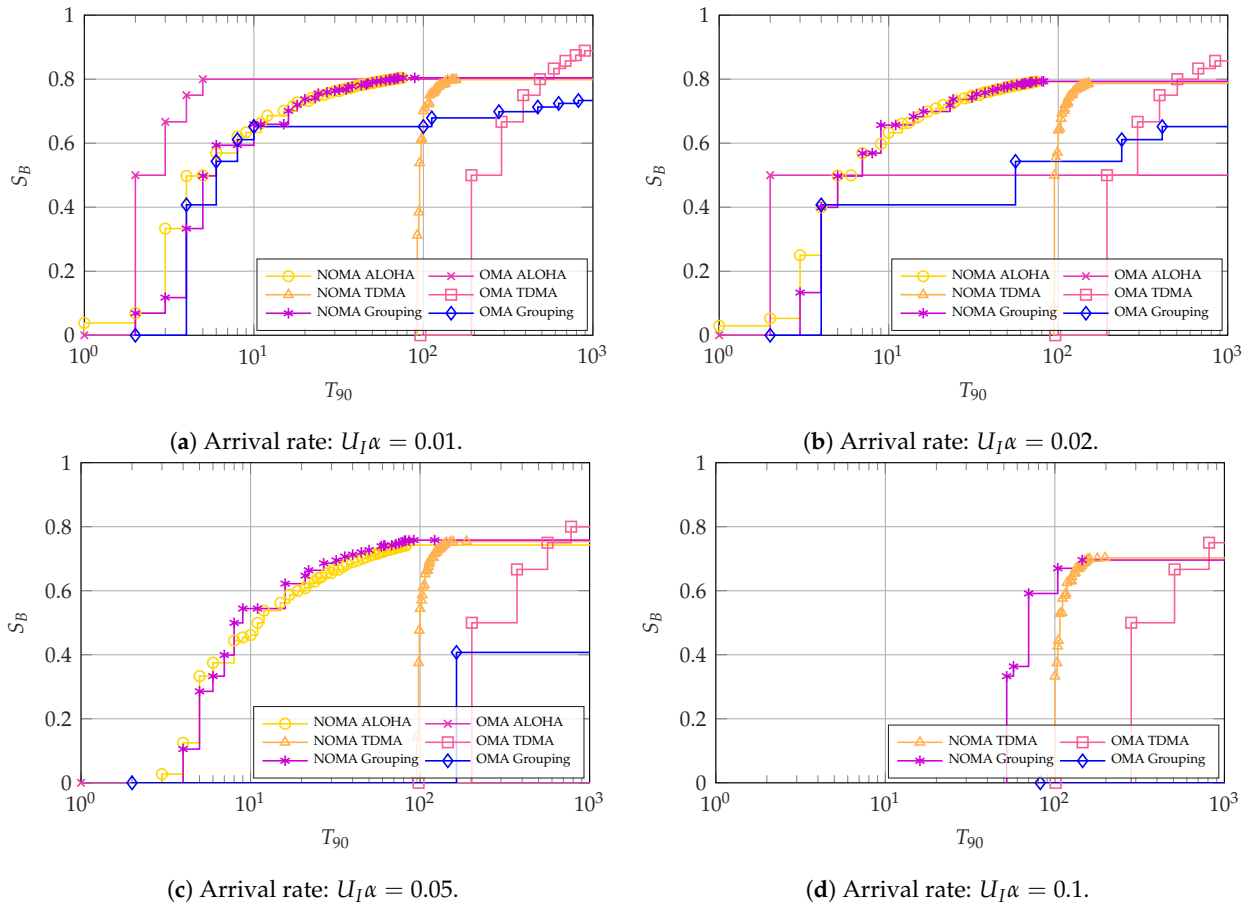 1
0.8
0.6
0.4
0.2
0
S_B
10^0
10^1
10^2
10^3
T_90
NOMA ALOHA
OMA ALOHA
NOMA TDMA
OMA TDMA
NOMA Grouping
OMA Grouping
(a) Arrival rate: U_I α = 0.01.
1
0.8
0.6
0.4
0.2
0
S_B
10^0
10^1
10^2
10^3
T_90
NOMA ALOHA
OMA ALOHA
NOMA TDMA
OMA TDMA
NOMA Grouping
OMA Grouping
(b) Arrival rate: U_I α = 0.02.
1
0.8
0.6
0.4
0.2
0
S_B
10^0
10^1
10^2
10^3
T_90
NOMA ALOHA
OMA ALOHA
NOMA TDMA
OMA TDMA
NOMA Grouping
OMA Grouping
(c) Arrival rate: U_I α = 0.05.
1
0.8
0.6
0.4
0.2
0
S_B
10^0
10^1
10^2
10^3
T_90
NOMA TDMA
OMA TDMA
NOMA Grouping
OMA Grouping
(d) Arrival rate: U_I α = 0.1.